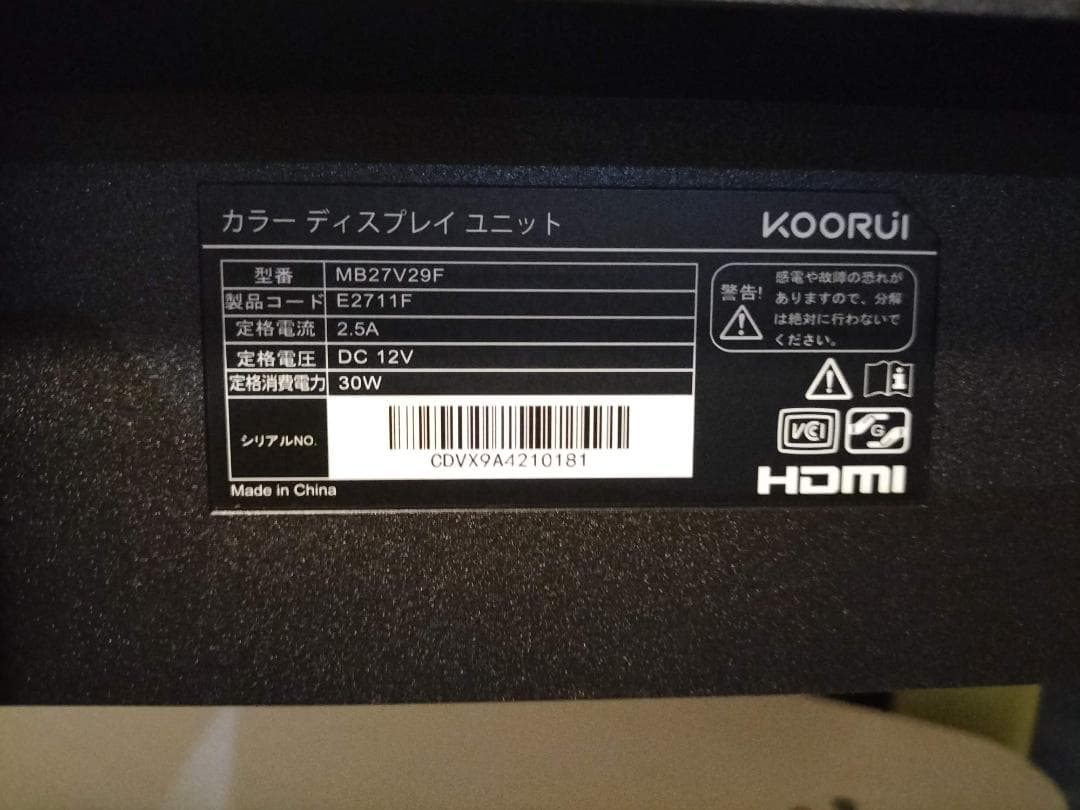 カラー ディスプレイ ユニット
KOORUI
型番 MB27V29F
製品コード E2711F
定格電流 2.5A
定格電圧 DC 12V
定格消費電力 30W
シリアルNO.
CDVX9A4210181
Made in China
警告!
感電や故障の恐れが
ありますので、分解
は絶対に行わないで
ください。
VCCI
G
HDMI